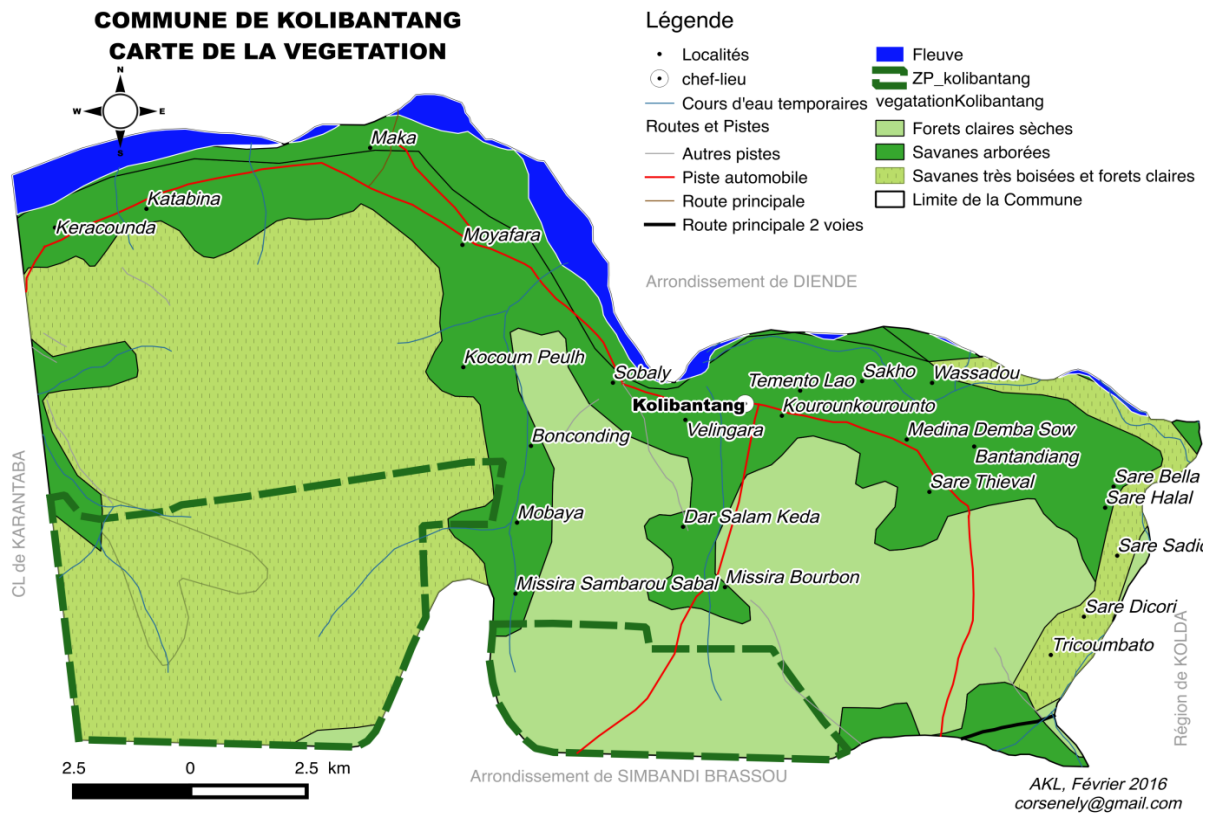 COMMUNE DE KOLIBANTANG
CARTE DE LA VEGETATION
N
W
E
S
Légende
Localités
chef-lieu
Cours d'eau temporaires
Routes et Pistes
Autres pistes
Piste automobile
Route principale
Route principale 2 voies
Fleuve
ZP_kolibantang
vegatationKolibantang
Forets claires sèches
Savanes arborées
Savanes très boisées et forets claires
Limite de la Commune
Arrondissement de DIENDE
Maka
Katabina
Keracounda
Moyafara
Kocoum Peulh
Sobaly
Temento Lao
Sakho
Wassadou
Kolibantang
Kourounkourounto
Velingara
Bonconding
Medina Demba Sow
Bantandiang
Sare Thieval
Sare Bella
Sare Halal
Mobaya
Dar Salam Keda
Sare Sadic
Missira Sambarou Sabal
Missira Bourbon
Sare Dicori
Tricoumbato
CL de KARANTABA
Région de KOLDA
2.5
0
2.5 km
Arrondissement de SIMBANDI BRASSOU
AKL, Février 2016
corsenely@gmail.com